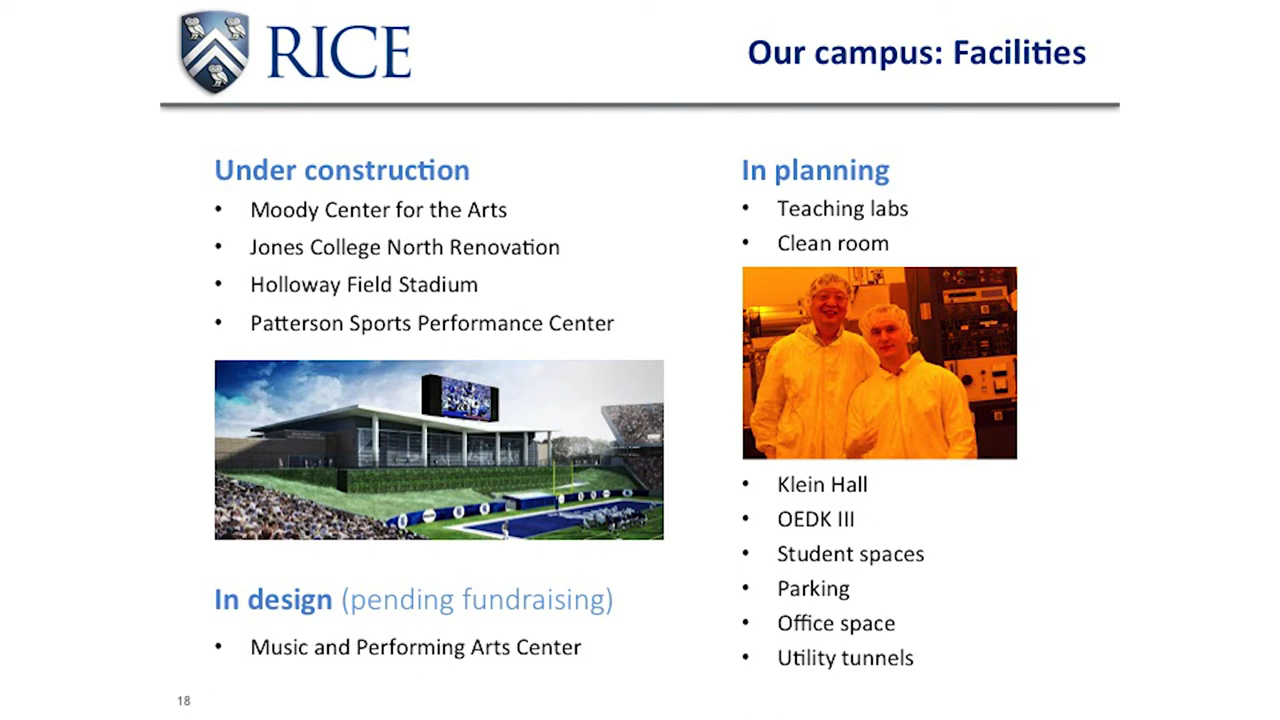 RICE
Our campus: Facilities
Under construction
• Moody Center for the Arts
• Jones College North Renovation
• Holloway Field Stadium
• Patterson Sports Performance Center
In design (pending fundraising)
• Music and Performing Arts Center
In planning
• Teaching labs
• Clean room
• Klein Hall
• OEDK III
• Student spaces
• Parking
• Office space
• Utility tunnels
18